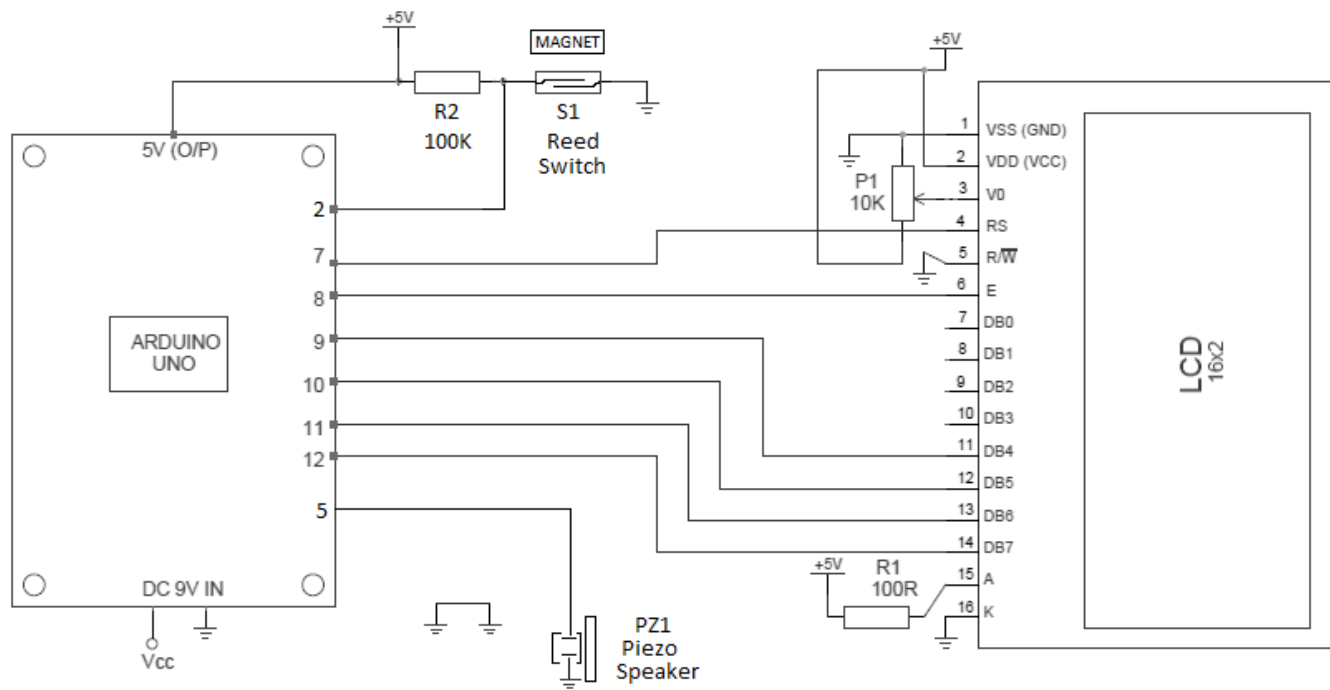 +5V
MAGNET
R2
100K
S1
Reed
Switch
5V (O/P)
ARDUINO
UNO
2
7
8
9
10
11
12
5
DC 9V IN
Vcc
PZ1
Piezo
Speaker
+5V
P1
10K
1 VSS (GND)
2 VDD (VCC)
3 V0
4 RS
5 R/W̅
6 E
7 DB0
8 DB1
9 DB2
10 DB3
11 DB4
12 DB5
13 DB6
14 DB7
15 A
16 K
+5V
R1
100R
LCD
16x2